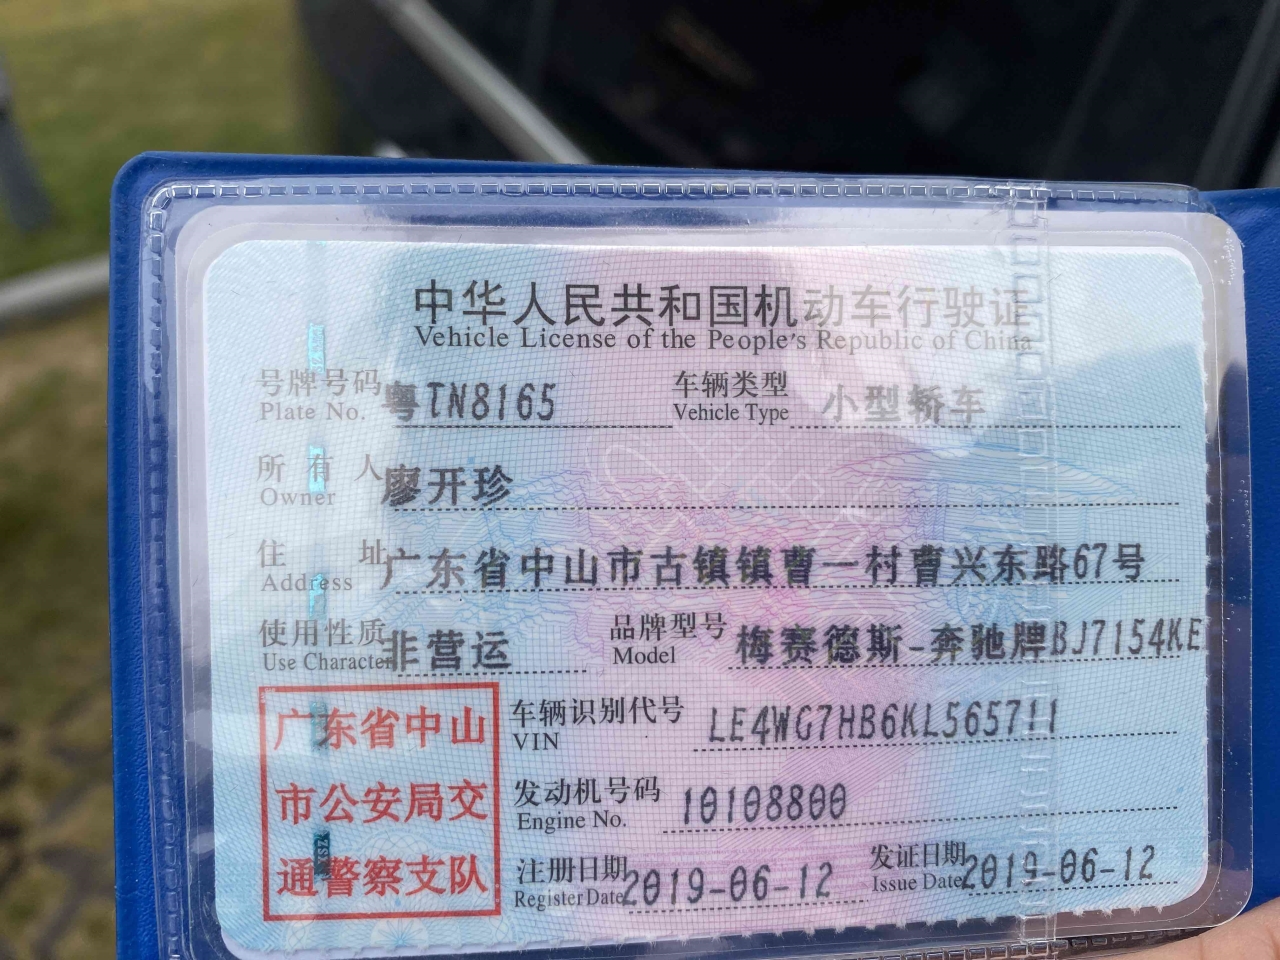 中华人民共和国机动车行驶证
Vehicle License of the People's Republic of China
号牌号码 粤TN8165 车辆类型 小型轿车
Plate No. Vehicle Type
所有人 廖开珍
Owner
住址 广东省中山市古镇镇曹一村曹兴东路67号
Address
使用性质 非营运 品牌型号 梅赛德斯-奔驰牌BJ7154KE
Use Character Model
广东省中山
市公安局交
通警察支队
车辆识别代号 LE4WG7HB6KL565711
VIN
发动机号码 10108800
Engine No.
注册日期 2019-06-12 发证日期 2019-06-12
Register Date Issue Date